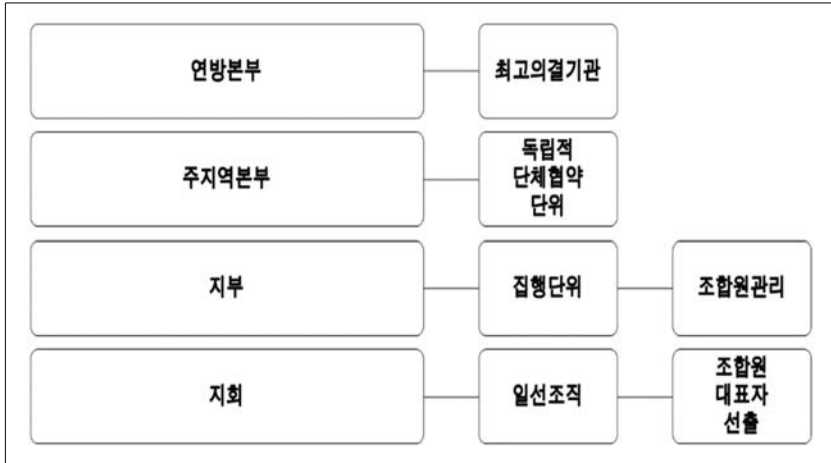 연방본부
최고의결기관
주지역본부
독립적
단체협약
단위
지부
집행단위
조합원관리
지회
일선조직
조합원
대표자
선출